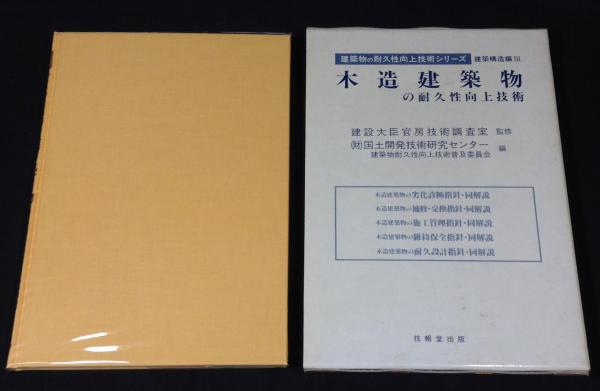 建築物の耐久性向上技術シリーズ 建築構造編III
木造建築物
の耐久性向上技術
建設大臣官房技術調査室 監修
(財)国土開発技術研究センター 編
建築物耐久性向上技術普及委員会
木造建築物の劣化診断指針・同解説
木造建築物の補修・交換指針・同解説
木造建築物の施工管理指針・同解説
木造建築物の維持保全指針・同解説
木造建築物の耐久設計指針・同解説
技報堂出版